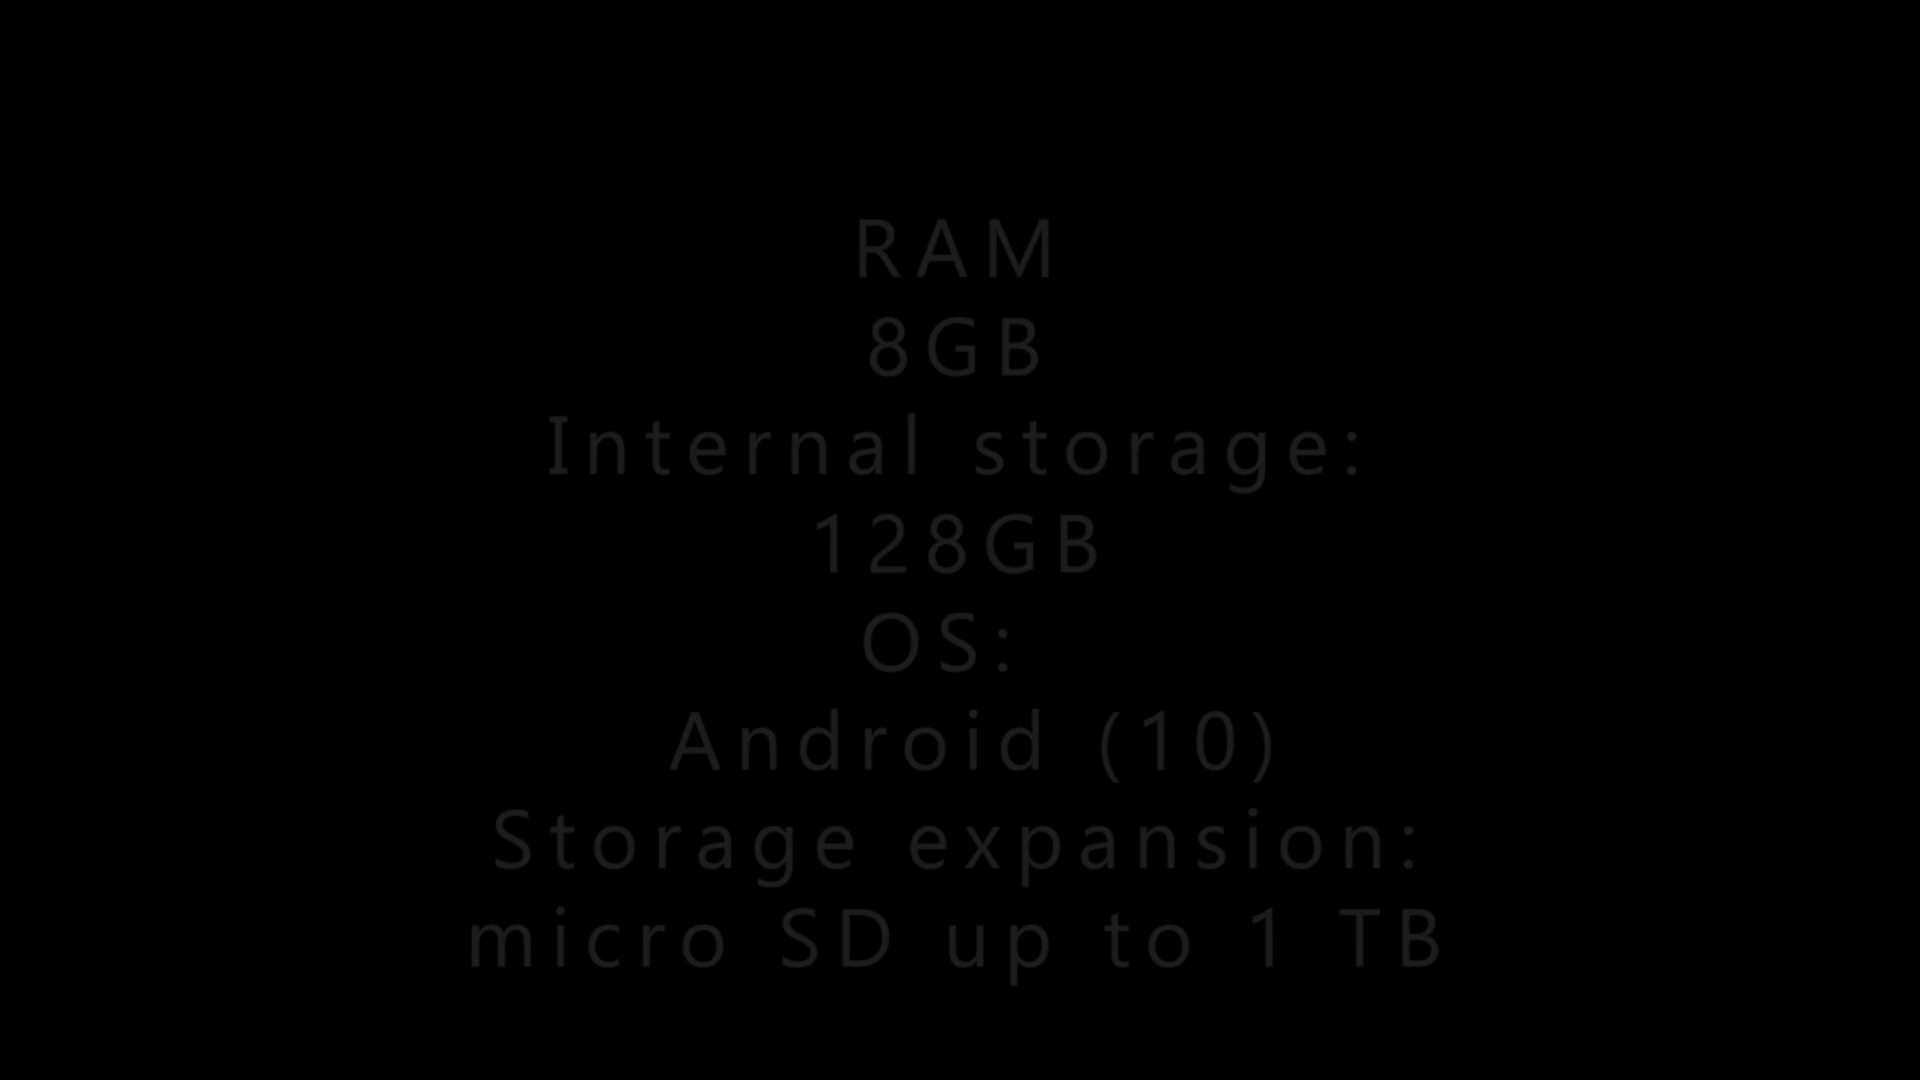 RAM
8GB
Internal storage:
128GB
OS:
Android (10)
Storage expansion:
micro SD up to 1 TB